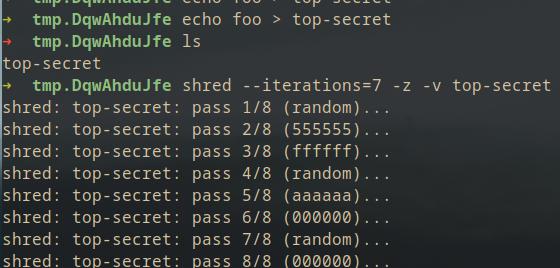 → tmp.DqwAhduJfe echo foo > top-secret
→ tmp.DqwAhduJfe echo foo > top-secret
→ tmp.DqwAhduJfe ls
top-secret
→ tmp.DqwAhduJfe shred --iterations=7 -z -v top-secret
shred: top-secret: pass 1/8 (random)...
shred: top-secret: pass 2/8 (555555)...
shred: top-secret: pass 3/8 (ffffff)...
shred: top-secret: pass 4/8 (random)...
shred: top-secret: pass 5/8 (aaaaaa)...
shred: top-secret: pass 6/8 (000000)...
shred: top-secret: pass 7/8 (random)...
shred: top-secret: pass 8/8 (000000)...